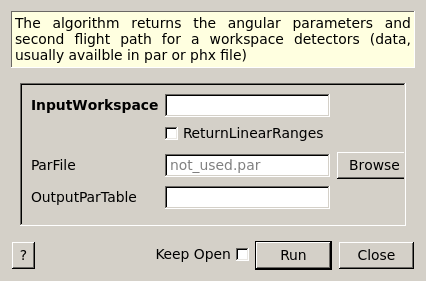 The algorithm returns the angular parameters and
second flight path for a workspace detectors (data,
usually availble in par or phx file)
InputWorkspace
ReturnLinearRanges
ParFile not_used.par Browse
OutputParTable
? Keep Open Run Close